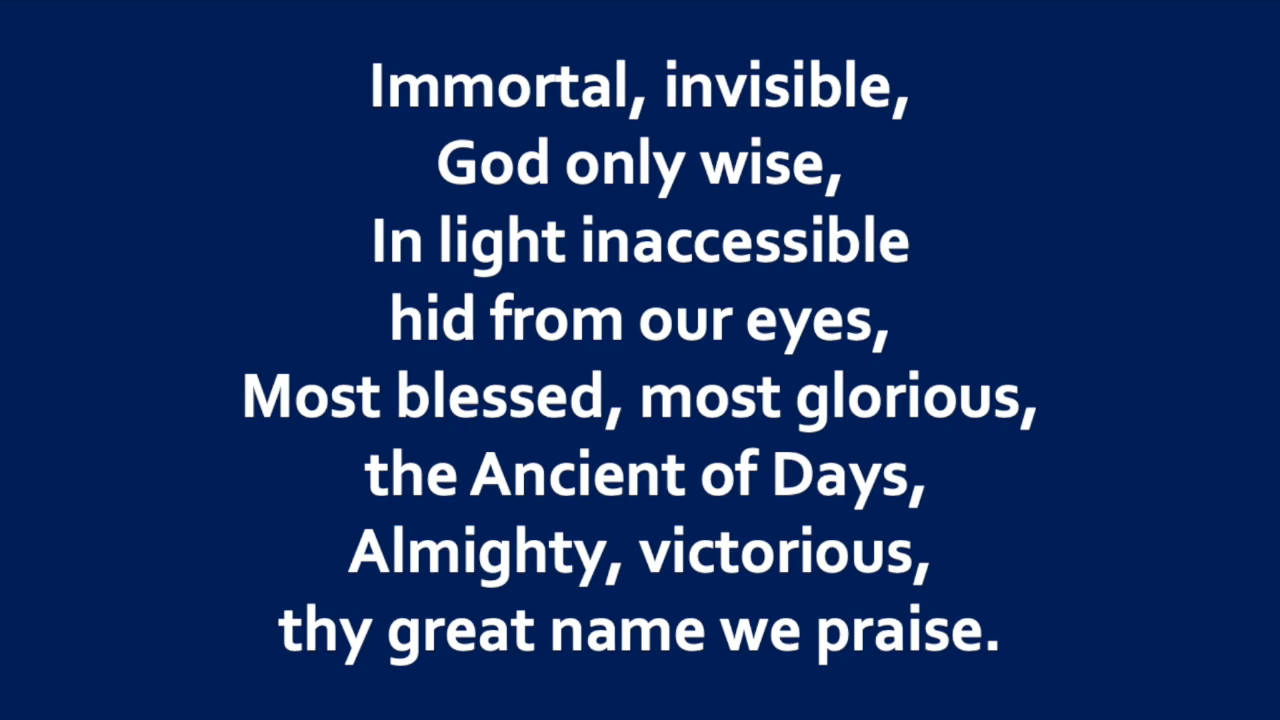 Immortal, invisible,
God only wise,
In light inaccessible
hid from our eyes,
Most blessed, most glorious,
the Ancient of Days,
Almighty, victorious,
thy great name we praise.